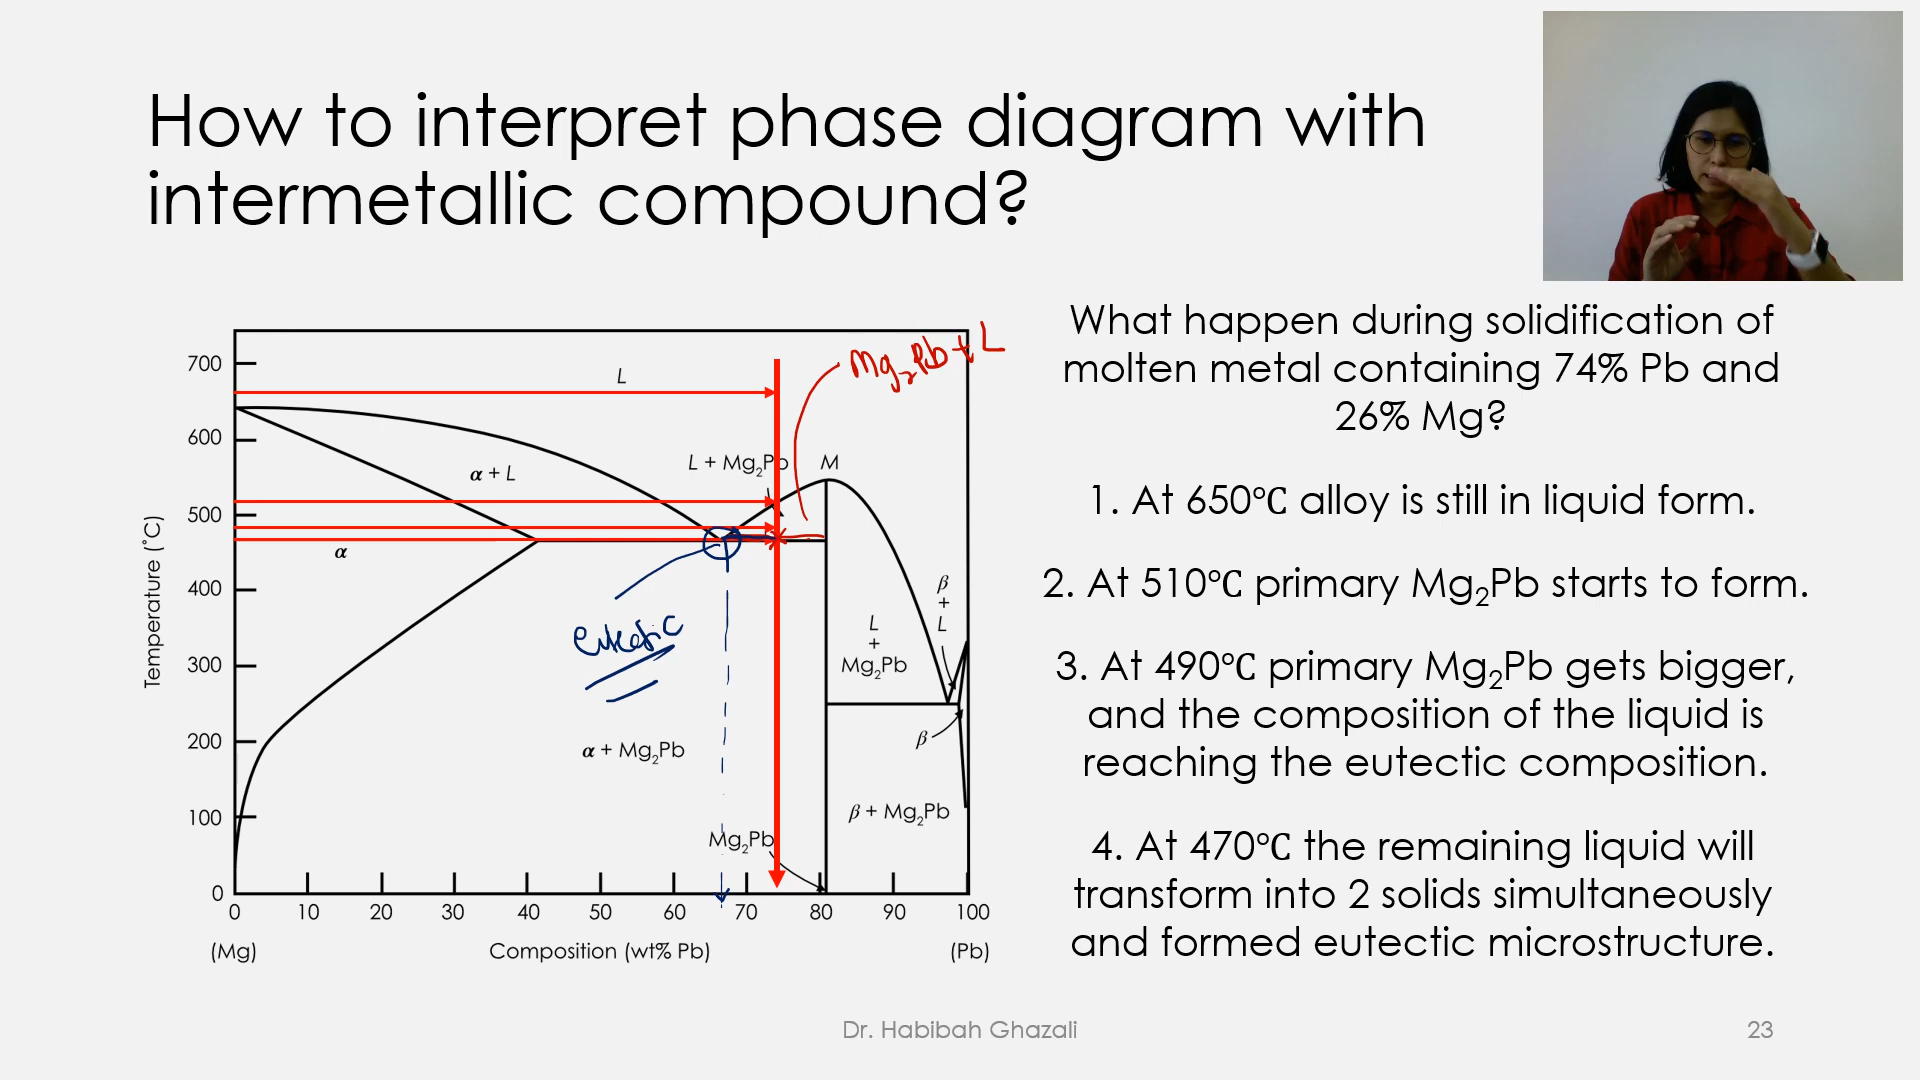 How to interpret phase diagram with
intermetallic compound?
What happen during solidification of
molten metal containing 74% Pb and
26% Mg?
1. At 650℃ alloy is still in liquid form.
2. At 510℃ primary Mg₂Pb starts to form.
3. At 490℃ primary Mg₂Pb gets bigger,
and the composition of the liquid is
reaching the eutectic composition.
4. At 470℃ the remaining liquid will
transform into 2 solids simultaneously
and formed eutectic microstructure.
Temperature (˚C)
700
600
500
400
300
200
100
0
L
Mg₂Pb + L
L + Mg₂Pb
M
α + L
α
eutectic
β
+
L
L
+
Mg₂Pb
β
α + Mg₂Pb
β + Mg₂Pb
Mg₂Pb
0 10 20 30 40 50 60 70 80 90 100
(Mg) Composition (wt% Pb) (Pb)
Dr. Habibah Ghazali
23